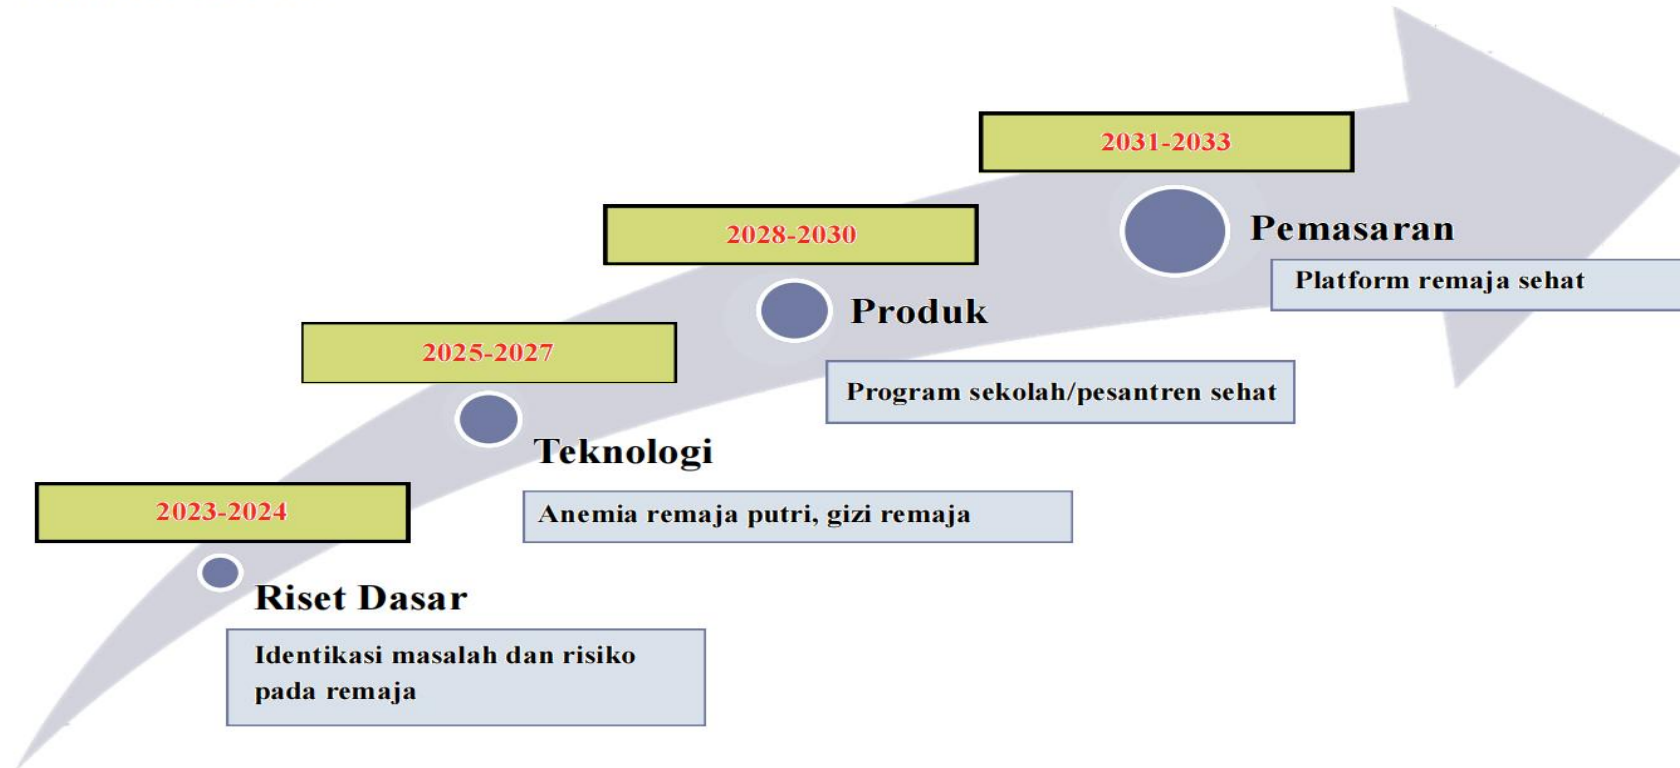 2031-2033
Pemasaran
Platform remaja sehat
2028-2030
Produk
Program sekolah/pesantren sehat
2025-2027
Teknologi
Anemia remaja putri, gizi remaja
2023-2024
Riset Dasar
Identikasi masalah dan risiko
pada remaja